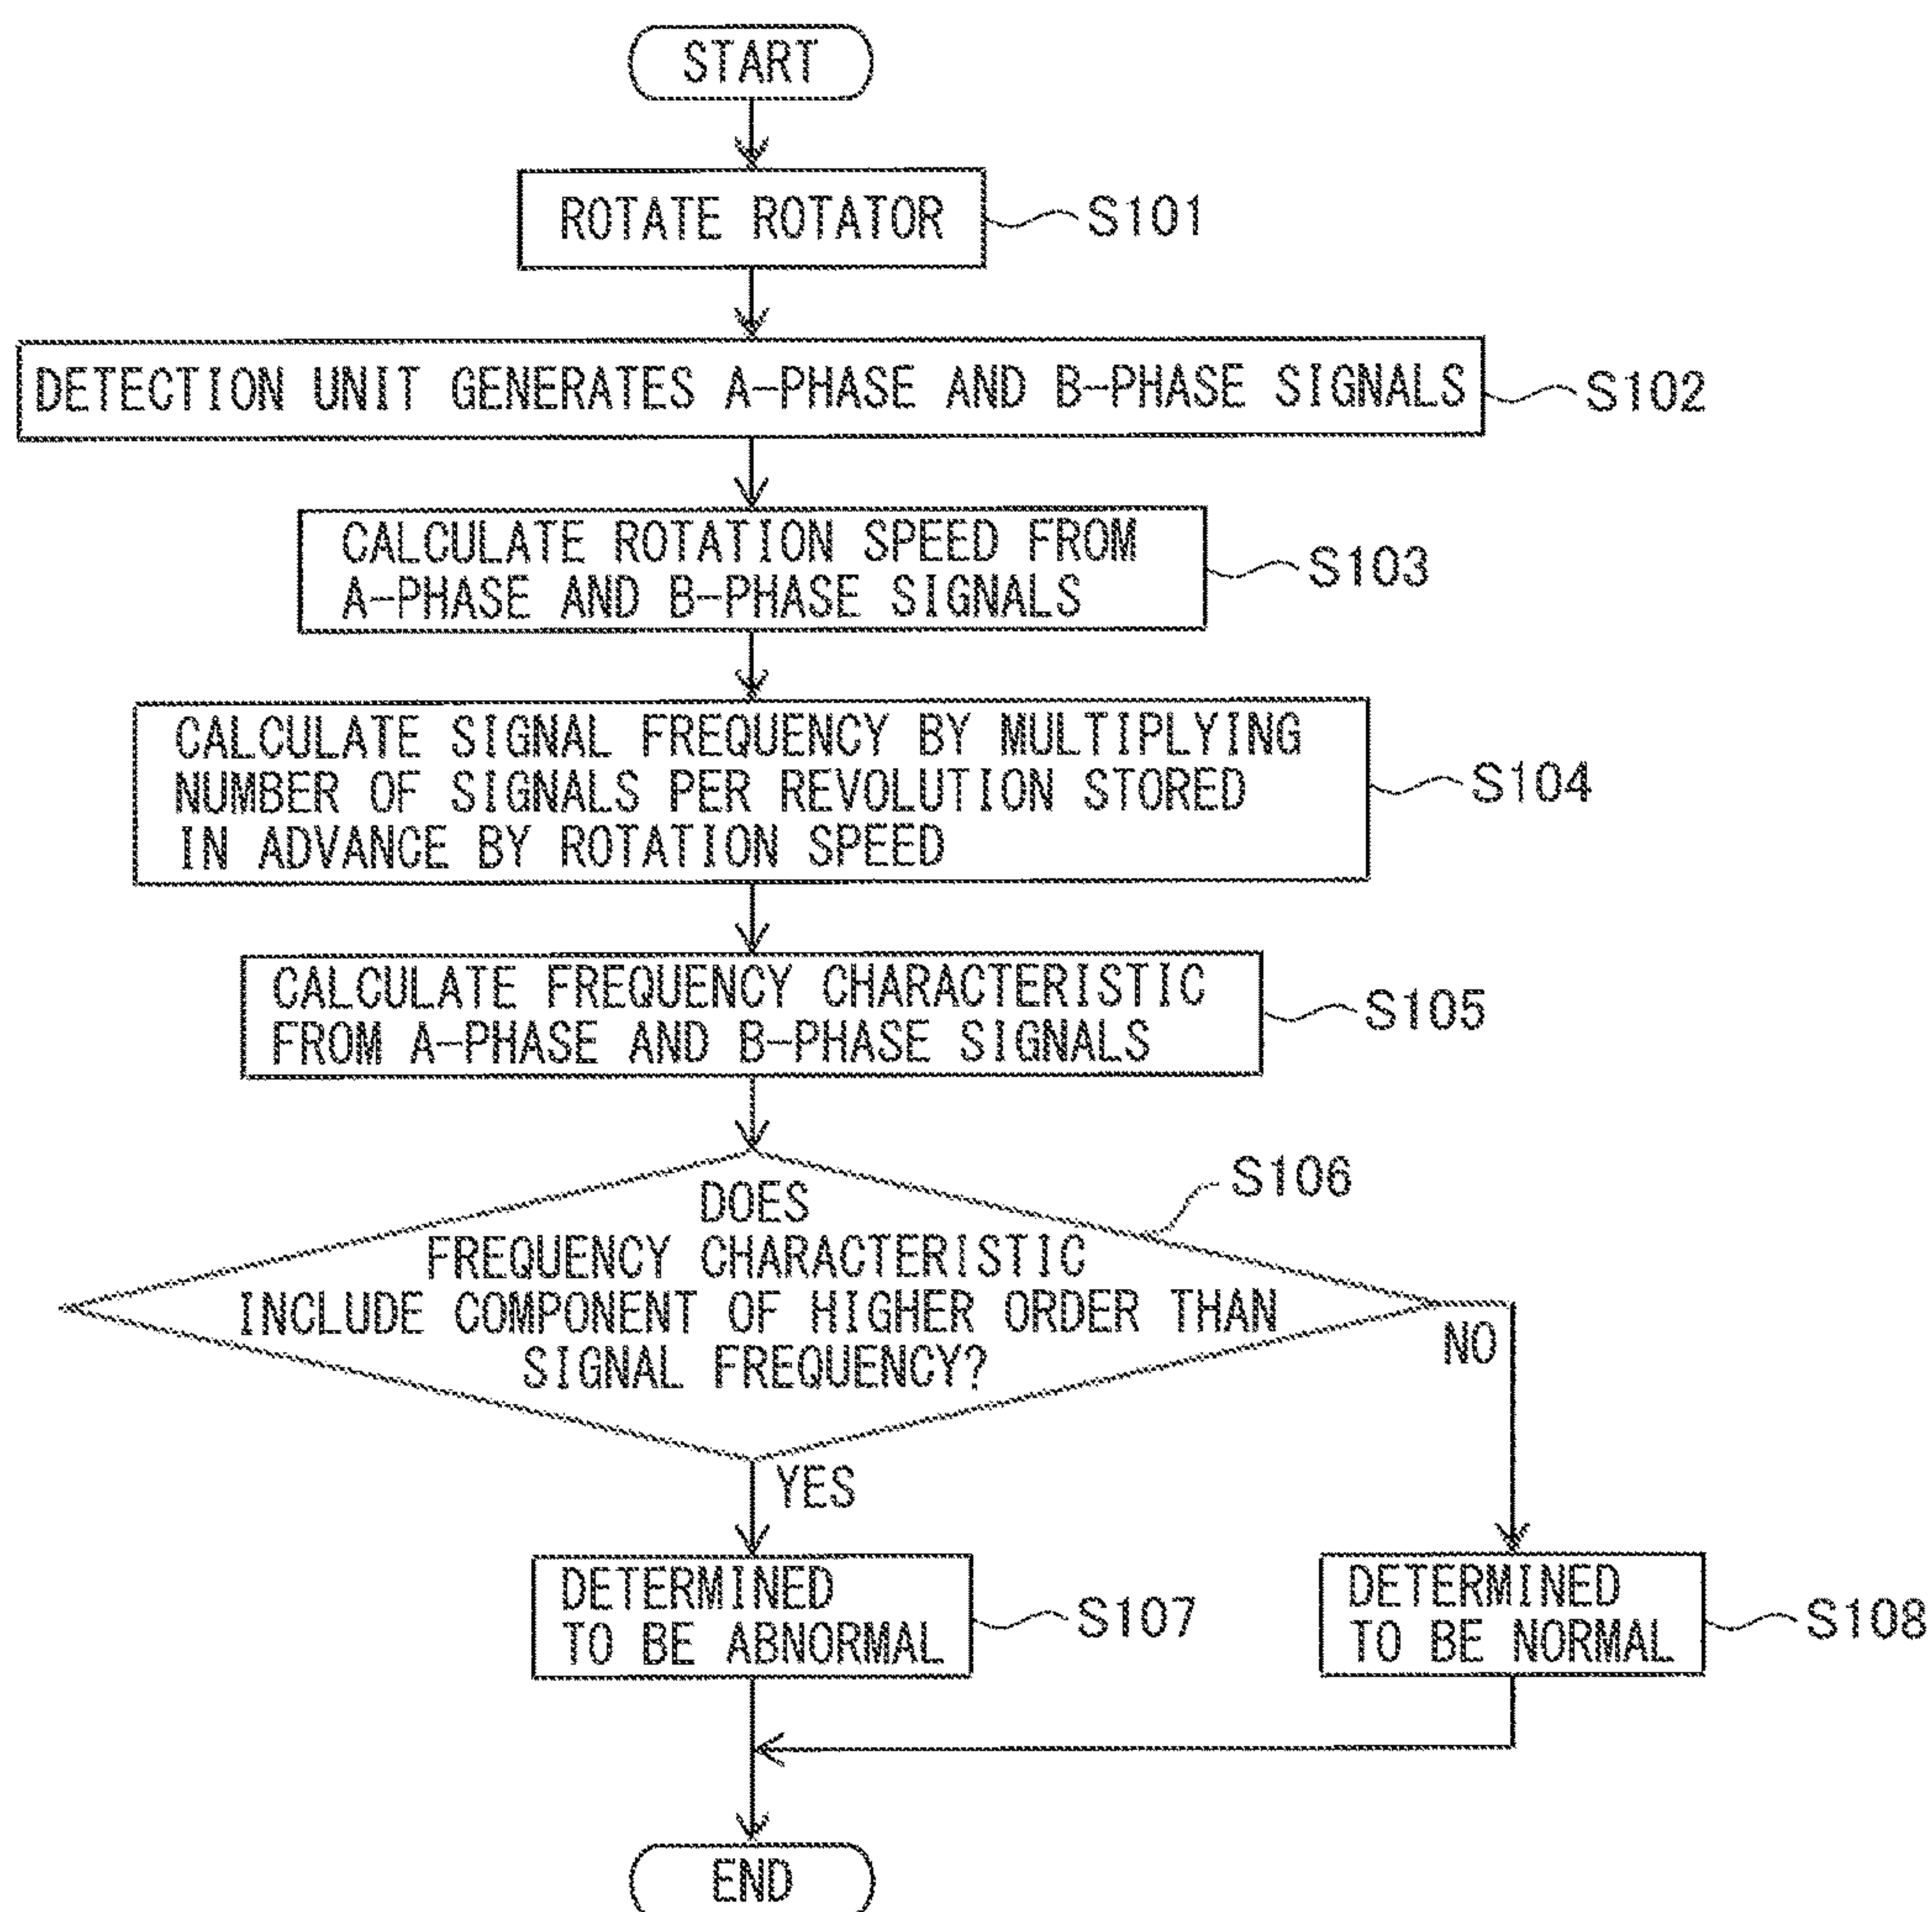 START
ROTATE ROTATOR
S101
DETECTION UNIT GENERATES A-PHASE AND B-PHASE SIGNALS
S102
CALCULATE ROTATION SPEED FROM
A-PHASE AND B-PHASE SIGNALS
S103
CALCULATE SIGNAL FREQUENCY BY MULTIPLYING
NUMBER OF SIGNALS PER REVOLUTION STORED
IN ADVANCE BY ROTATION SPEED
S104
CALCULATE FREQUENCY CHARACTERISTIC
FROM A-PHASE AND B-PHASE SIGNALS
S105
S106
DOES
FREQUENCY CHARACTERISTIC
INCLUDE COMPONENT OF HIGHER ORDER THAN
SIGNAL FREQUENCY?
NO
YES
DETERMINED
TO BE ABNORMAL
S107
DETERMINED
TO BE NORMAL
S108
END